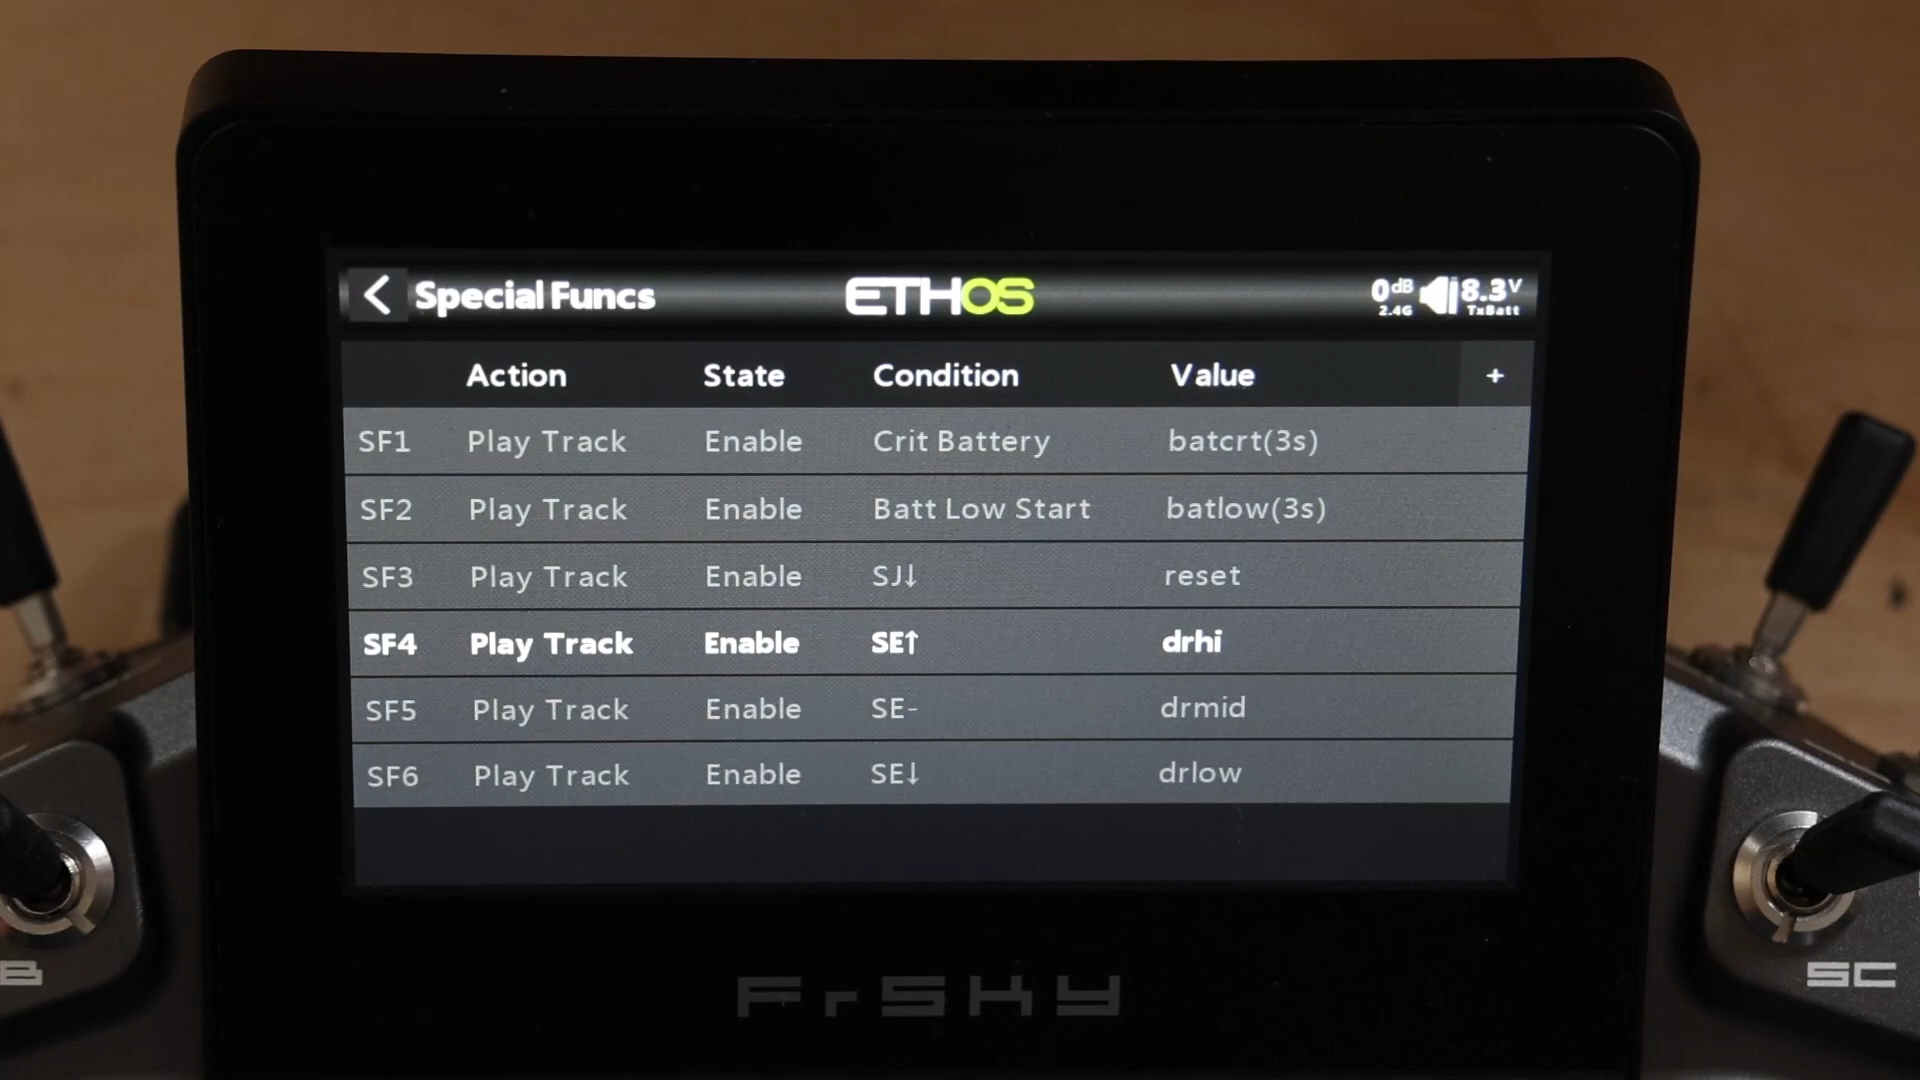 Special Funcs ETHOS 0dB 2.4G 8.3V TxBatt
Action State Condition Value +
SF1 Play Track Enable Crit Battery batcrt(3s)
SF2 Play Track Enable Batt Low Start batlow(3s)
SF3 Play Track Enable SJ↓ reset
SF4 Play Track Enable SE↑ drhi
SF5 Play Track Enable SE- drmid
SF6 Play Track Enable SE↓ drlow
FrSKY
B
SC